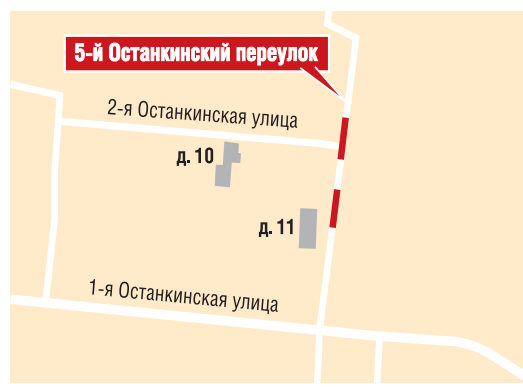 5-й Останкинский переулок
2-я Останкинская улица
д. 10
д. 11
1-я Останкинская улица